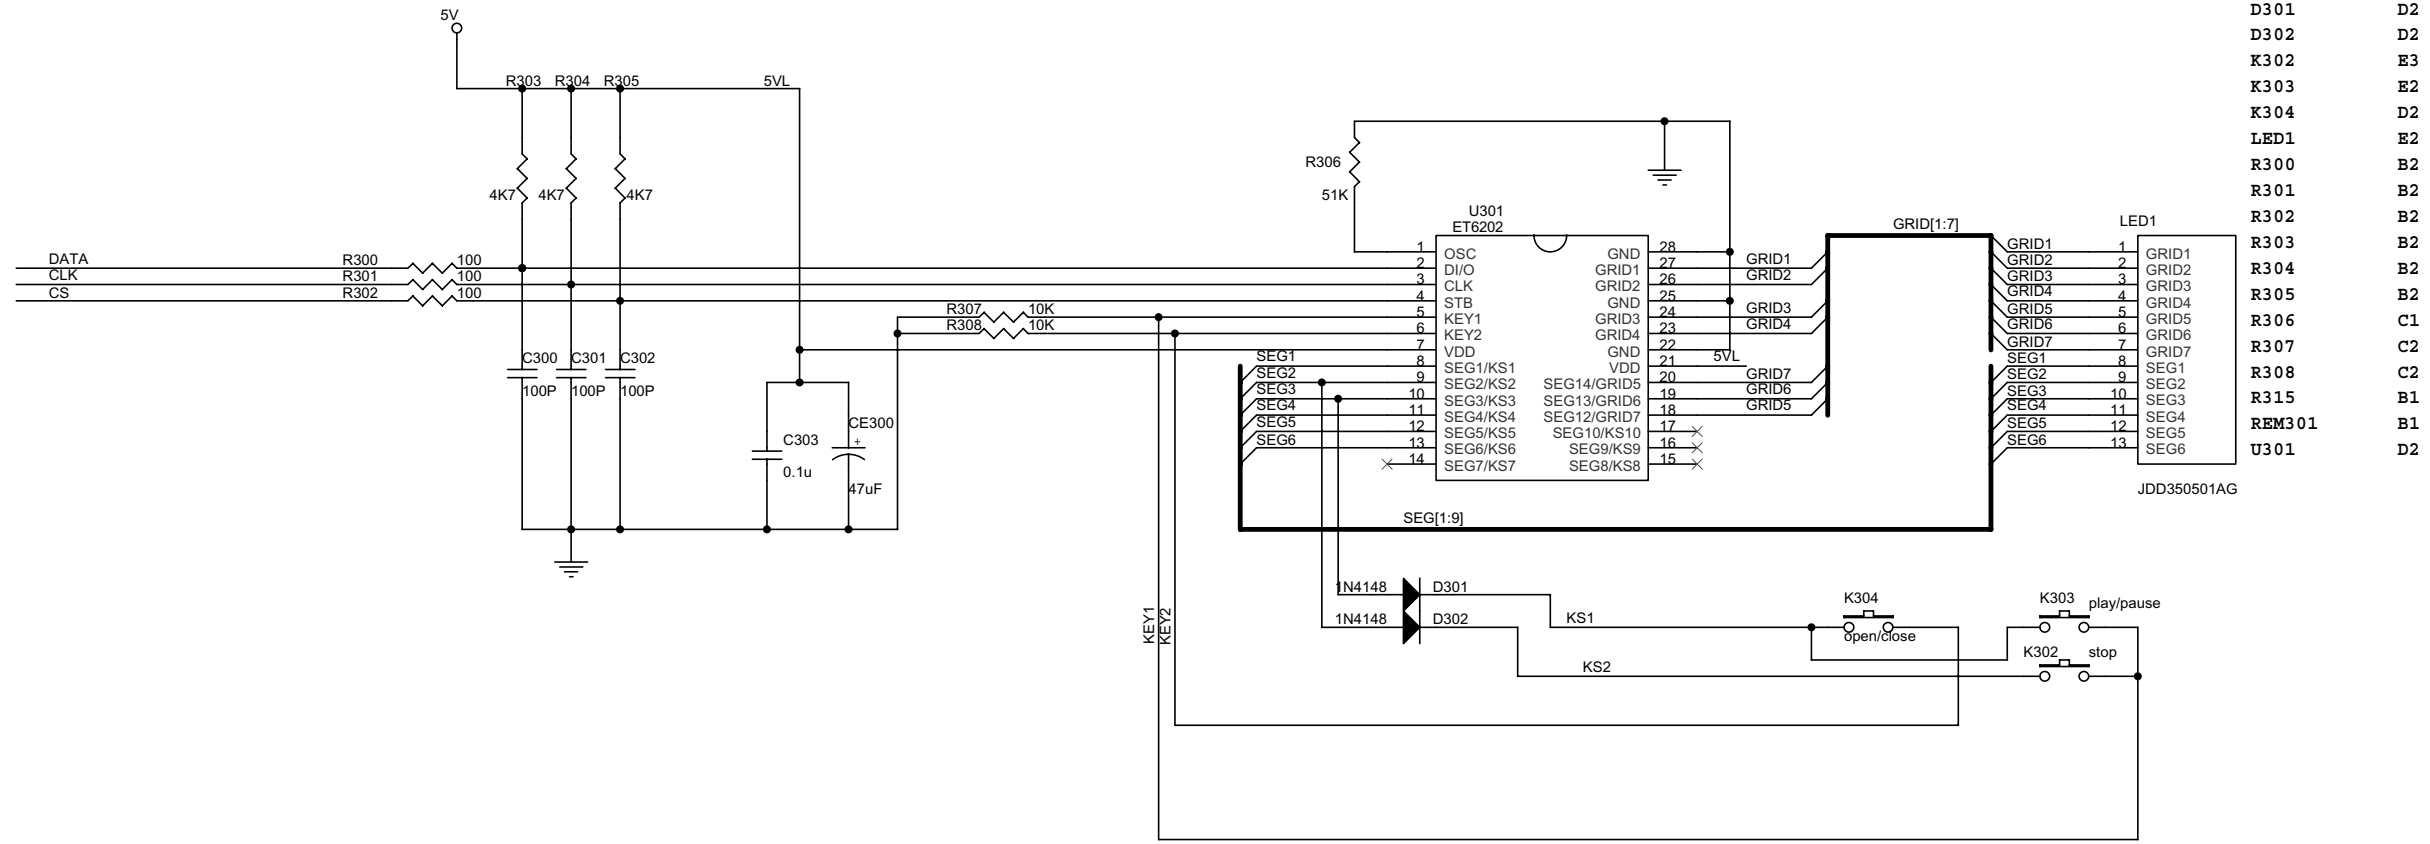 5V
R303 R304 R305 5VL
4K7 4K7 4K7
DATA R300 100
CLK R301 100
CS R302 100
R307 10K
R308 10K
C300 C301 C302
100P 100P 100P
C303
0.1u
CE300
+
47uF
R306
51K
U301
ET6202
1 OSC
2 DI/O
3 CLK
4 STB
5 KEY1
6 KEY2
7 VDD
SEG1 8 SEG1/KS1
SEG2 9 SEG2/KS2
SEG3 10 SEG3/KS3
SEG4 11 SEG4/KS4
SEG5 12 SEG5/KS5
SEG6 13 SEG6/KS6
14 SEG7/KS7
GND 28
GRID1 27 GRID1
GRID2 26 GRID2
GND 25
GRID3 24 GRID3
GRID4 23 GRID4
GND 22
VDD 21 5VL
SEG14/GRID5 20 GRID7
SEG13/GRID6 19 GRID6
SEG12/GRID7 18 GRID5
SEG10/KS10 17
SEG9/KS9 16
SEG8/KS8 15
GRID[1:7]
SEG[1:9]
LED1
GRID1 1 GRID1
GRID2 2 GRID2
GRID3 3 GRID3
GRID4 4 GRID4
GRID5 5 GRID5
GRID6 6 GRID6
GRID7 7 GRID7
SEG1 8 SEG1
SEG2 9 SEG2
SEG3 10 SEG3
SEG4 11 SEG4
SEG5 12 SEG5
SEG6 13 SEG6
JDD350501AG
1N4148 D301
1N4148 D302
KEY1
KEY2
KS1
KS2
K304
open/close
K303 play/pause
K302 stop
D301 D2
D302 D2
K302 E3
K303 E2
K304 D2
LED1 E2
R300 B2
R301 B2
R302 B2
R303 B2
R304 B2
R305 B2
R306 C1
R307 C2
R308 C2
R315 B1
REM301 B1
U301 D2